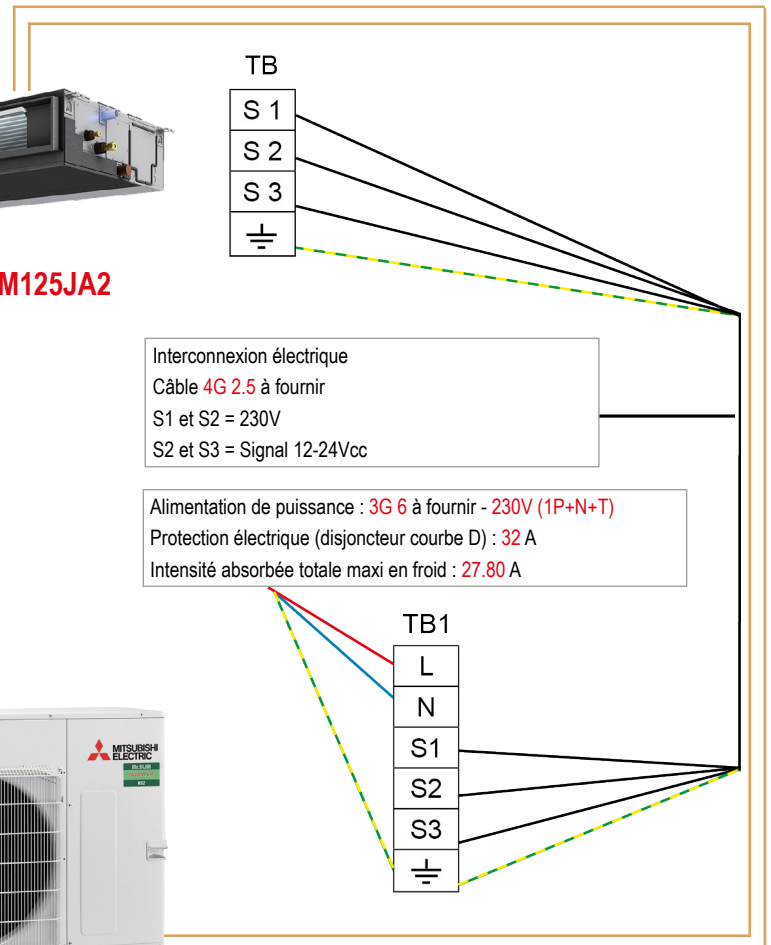 TB
S 1
S 2
S 3
M125JA2
Interconnexion électrique
Câble 4G 2.5 à fournir
S1 et S2 = 230V
S2 et S3 = Signal 12-24Vcc
Alimentation de puissance : 3G 6 à fournir - 230V (1P+N+T)
Protection électrique (disjoncteur courbe D) : 32 A
Intensité absorbée totale maxi en froid : 27.80 A
TB1
L
N
S1
S2
S3
MITSUBISHI
ELECTRIC